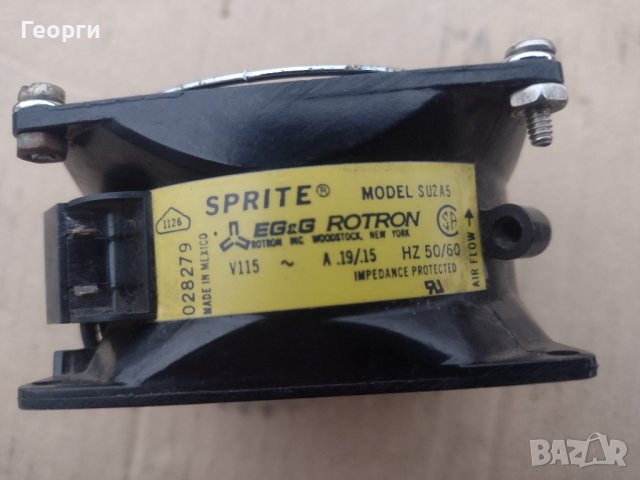 Георги
SPRITE®
MODEL SU2A5
1126
EG&G ROTRON
ROTRON INC. WOODSTOCK, NEW YORK
V115 ~ A .19/.15 HZ 50/60
IMPEDANCE PROTECTED
028279
MADE IN MEXICO
AIR FLOW
BAZAR